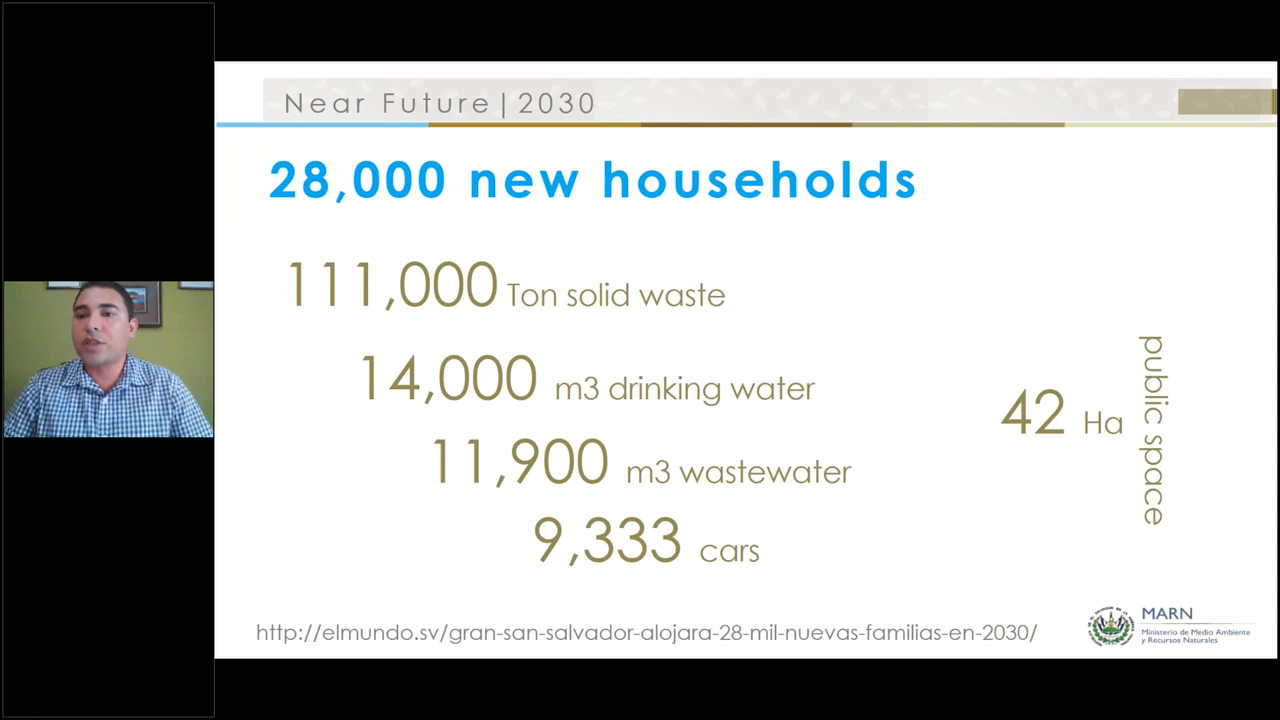 Near Future|2030
28,000 new households
111,000 Ton solid waste
14,000 m3 drinking water
11,900 m3 wastewater
9,333 cars
42 Ha
public space
http://elmundo.sv/gran-san-salvador-alojara-28-mil-nuevas-familias-en-2030/
MARN
Ministerio de Medio Ambiente
y Recursos Naturales